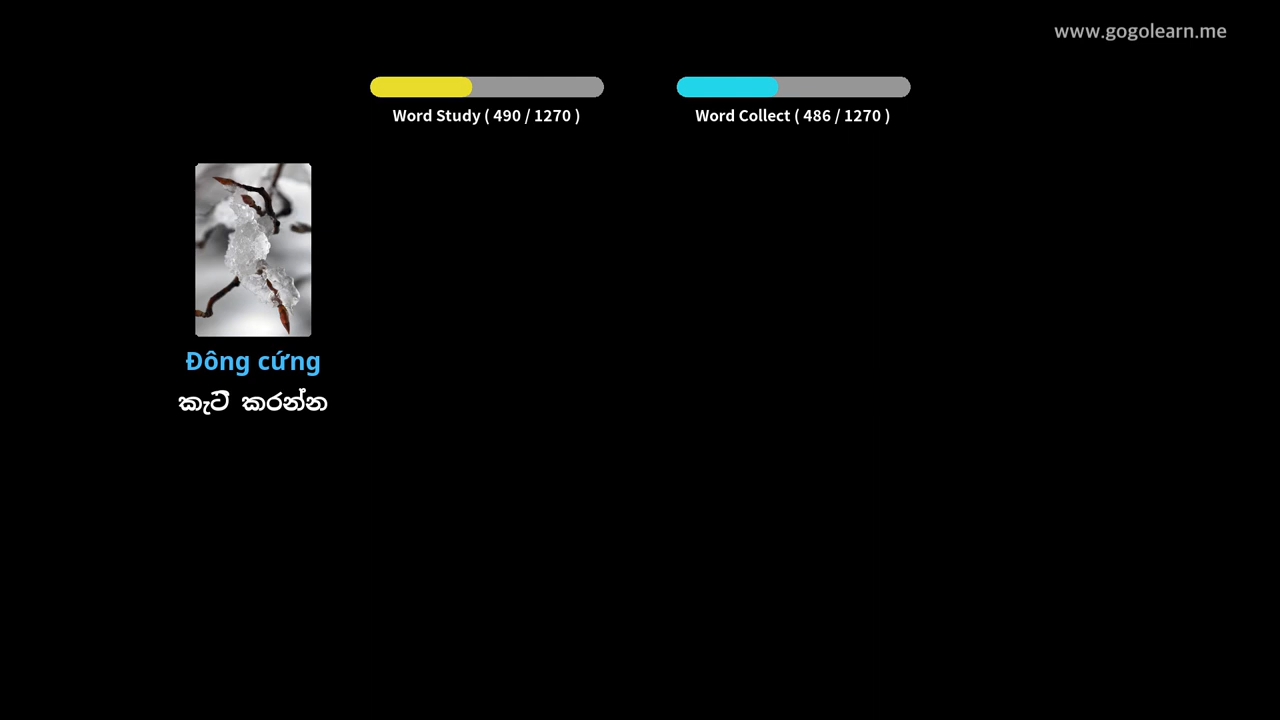 www.gogolearn.me
Word Study ( 490 / 1270 )
Word Collect ( 486 / 1270 )
Đông cứng
කැටි කරන්න